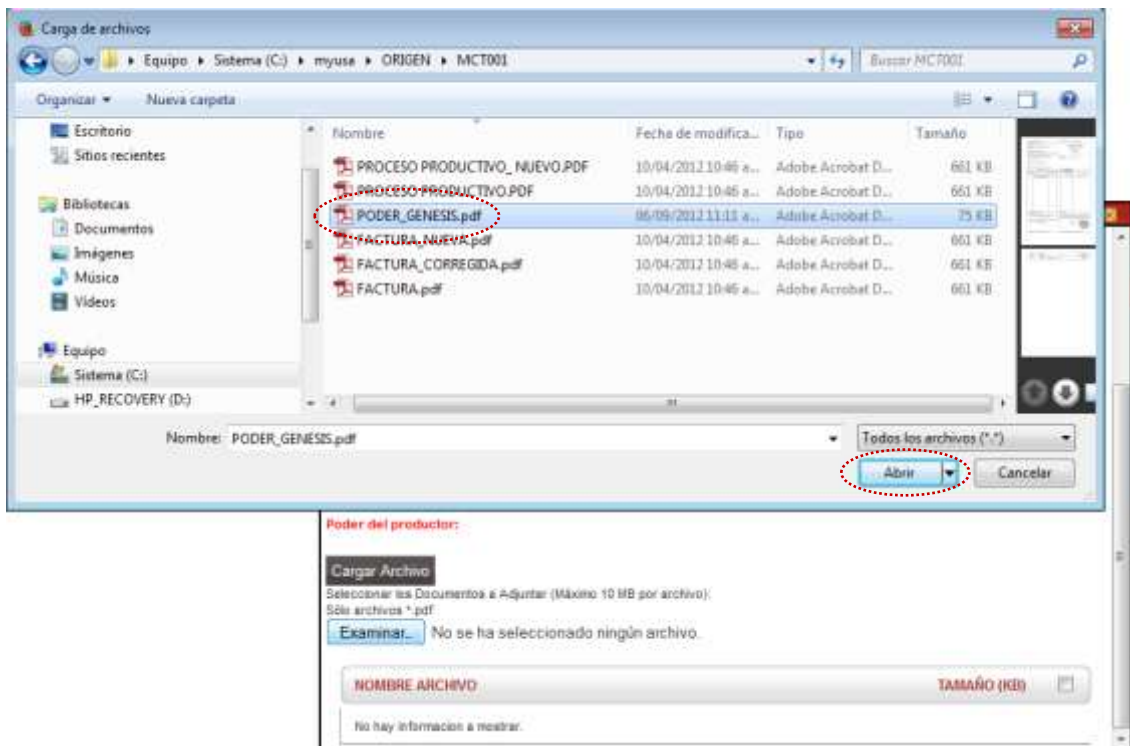 Carga de archivos
Equipo ▸ Sistema (C:) ▸ myusa ▸ ORIGEN ▸ MCT001
Buscar MCT001
Organizar
Nueva carpeta
Escritorio
Sitios recientes
Bibliotecas
Documentos
Imágenes
Música
Vídeos
Equipo
Sistema (C:)
HP_RECOVERY (D:)
Nombre Fecha de modifica... Tipo Tamaño
PROCESO PRODUCTIVO_ NUEVO.PDF 10/04/2012 10:46 a... Adobe Acrobat D... 661 KB
PROCESO PRODUCTIVO.PDF 10/04/2012 10:46 a... Adobe Acrobat D... 661 KB
PODER_GENESIS.pdf 06/09/2012 11:11 a... Adobe Acrobat D... 75 KB
FACTURA_NUEVA.pdf 10/04/2012 10:46 a... Adobe Acrobat D... 661 KB
FACTURA_CORREGIDA.pdf 10/04/2012 10:46 a... Adobe Acrobat D... 661 KB
FACTURA.pdf 10/04/2012 10:46 a... Adobe Acrobat D... 661 KB
Nombre: PODER_GENESIS.pdf
Todos los archivos (*.*)
Abrir
Cancelar
Poder del productor:
Cargar Archivo
Seleccionar los Documentos a Adjuntar (Máximo 10 MB por archivo):
Sólo archivos *.pdf
Examinar... No se ha seleccionado ningún archivo.
NOMBRE ARCHIVO TAMAÑO (KB)
No hay informacion a mostrar.